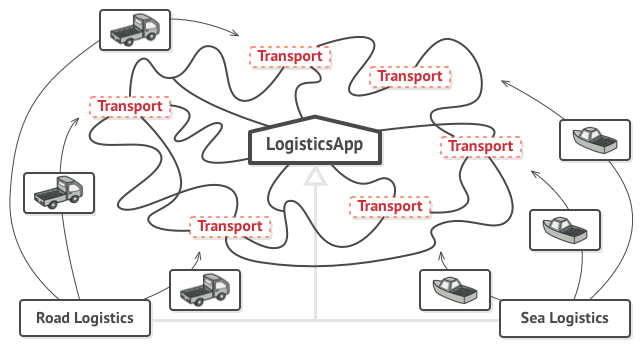 Transport
Transport
Transport
LogisticsApp
Transport
Transport
Transport
Road Logistics
Sea Logistics